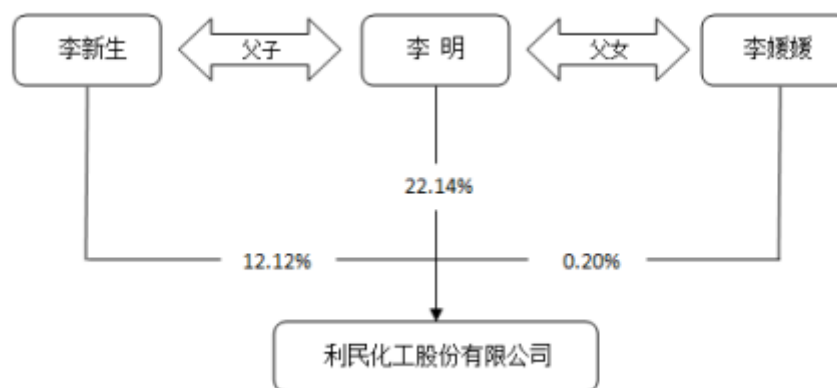 李新生
父子
李 明
父女
李媛媛
22.14%
12.12%
0.20%
利民化工股份有限公司